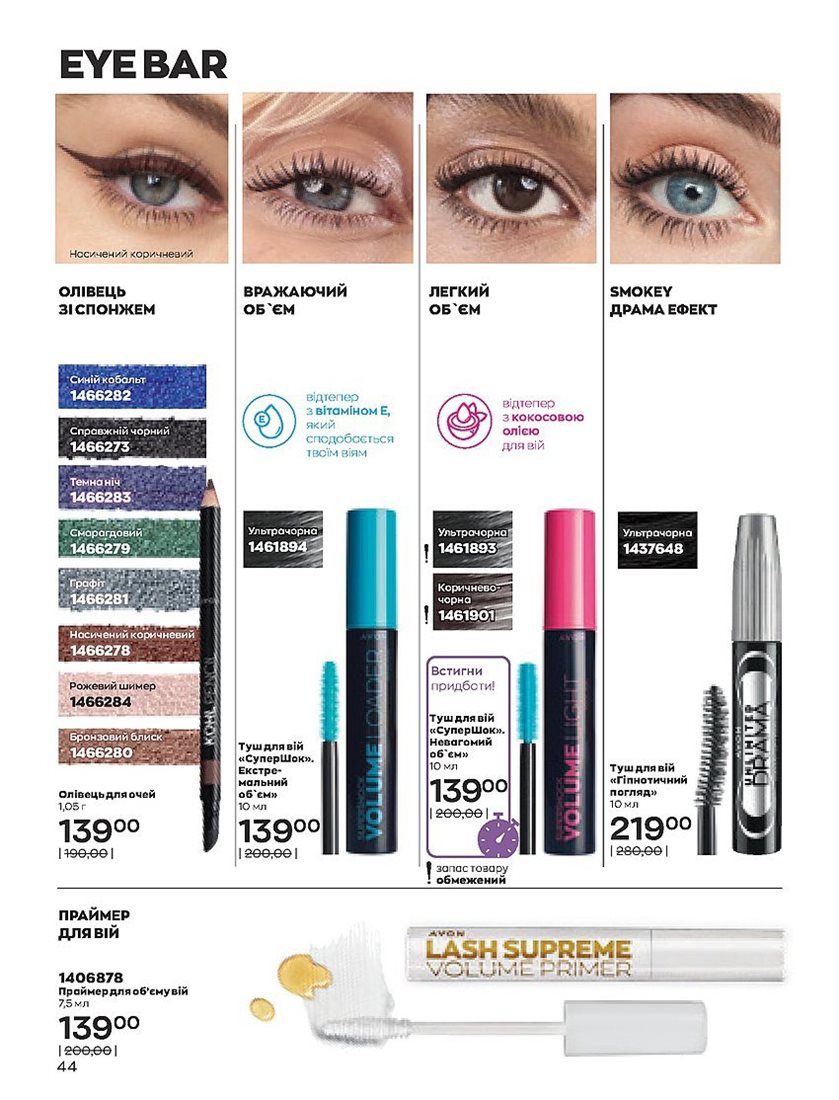 EYE BAR
Насичений коричневий
ОЛІВЕЦЬ
ЗІ СПОНЖЕМ
Синій кобальт
1466282
Справжній чорний
1466273
Темна ніч
1466283
Смарагдовий
1466279
Графіт
1466281
Насичений коричневий
1466278
Рожевий шимер
1466284
Бронзовий блиск
1466280
KOHL PENCIL
Олівець для очей
1,05 г
139 00
|190,00|
ВРАЖАЮЧИЙ
ОБ`ЄМ
відтепер
з вітаміном Е,
який
сподобається
твоїм віям
E
Ультрачорна
1461894
AVON
SUPERSHOCK
VOLUME LOADER
Туш для вій
«СуперШок».
Екстре-
мальний
об`єм»
10 мл
139 00
|200,00|
ЛЕГКИЙ
ОБ`ЄМ
відтепер
з кокосовою
олією
для вій
! Ультрачорна
1461893
! Коричнево-
чорна
1461901
AVON
SUPERSHOCK
VOLUME LIGHT
Встигни
придботи!
Туш для вій
«СуперШок».
Невагомий
об`єм»
10 мл
139 00
|200,00|
! запас товару
обмежений
SMOKEY
ДРАМА ЕФЕКТ
Ультрачорна
1437648
AVON
UNLIMITED
DRAMA
Туш для вій
«Гіпнотичний
погляд»
10 мл
219 00
|280,00|
ПРАЙМЕР
ДЛЯ ВІЙ
1406878
Праймер для об'єму вій
7,5 мл
139 00
|200,00|
AVON
LASH SUPREME
VOLUME PRIMER
44